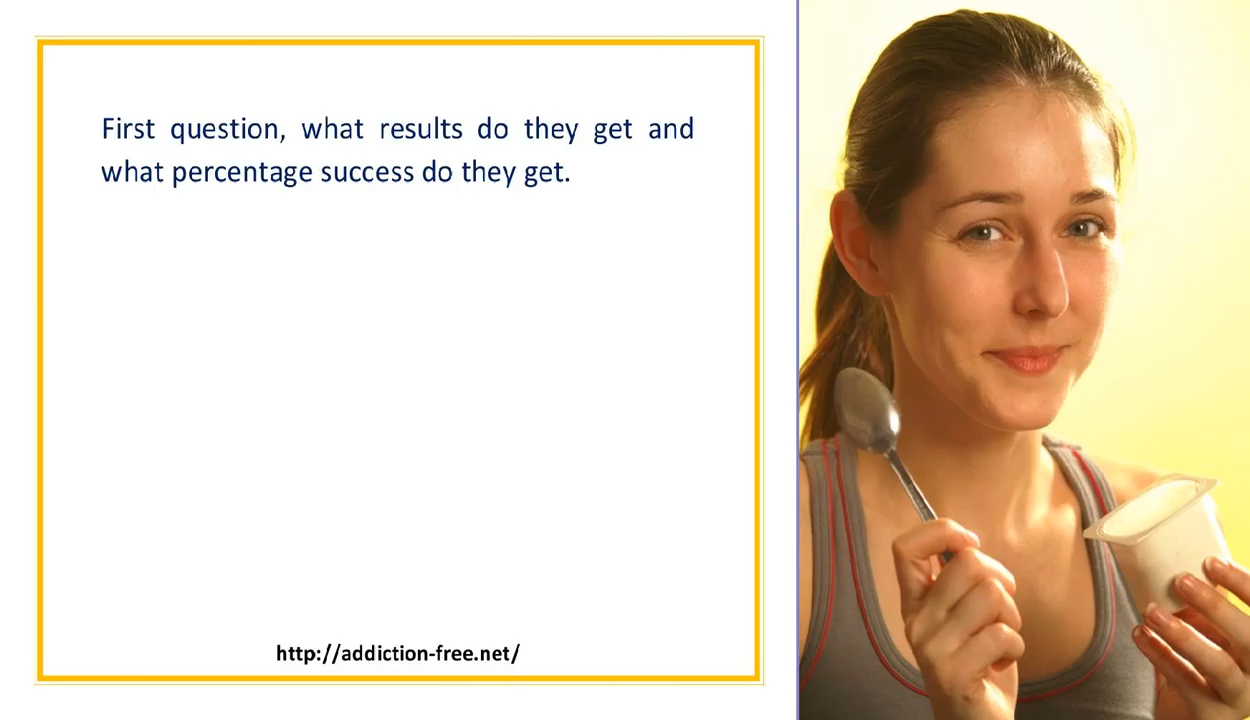 First question, what results do they get and
what percentage success do they get.
http://addiction-free.net/